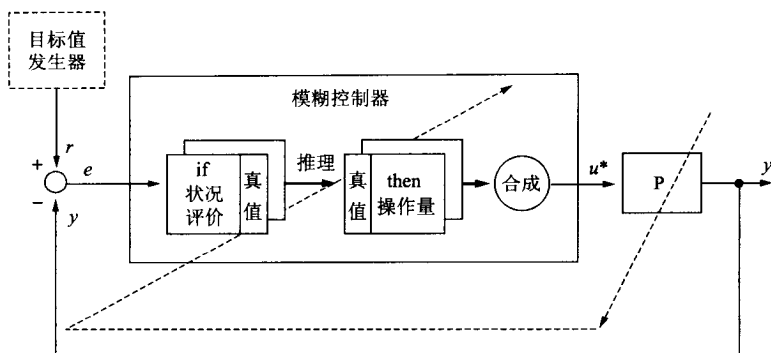 目标值
发生器
模糊控制器
r
+
e
−
y
if
状况
评价
真
值
推理
真
值
then
操作量
合成
u*
P
y